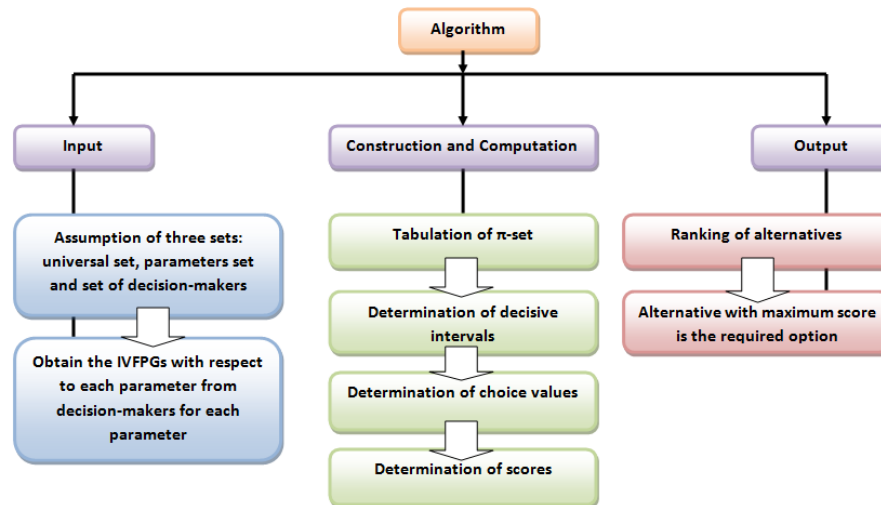 Algorithm
Input
Construction and Computation
Output
Assumption of three sets:
universal set, parameters set
and set of decision-makers
Obtain the IVFPGs with respect
to each parameter from
decision-makers for each
parameter
Tabulation of π-set
Determination of decisive
intervals
Determination of choice values
Determination of scores
Ranking of alternatives
Alternative with maximum score
is the required option